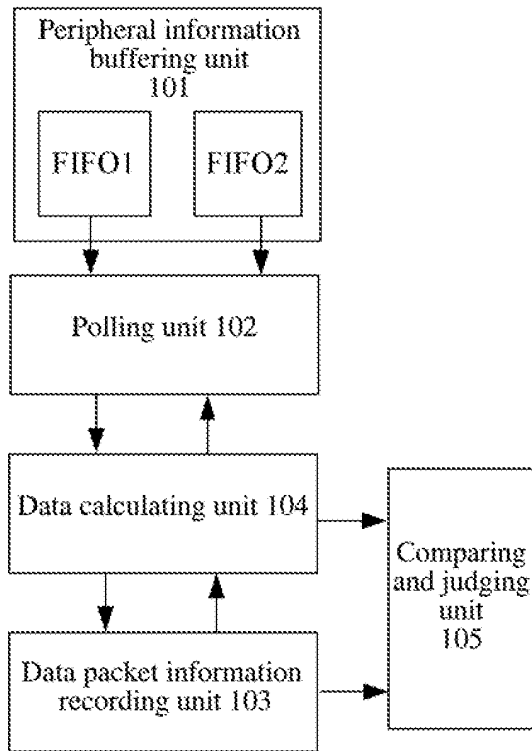 Peripheral information
buffering unit
101
FIFO1
FIFO2
Polling unit 102
Data calculating unit 104
Comparing
and judging
unit
105
Data packet information
recording unit 103